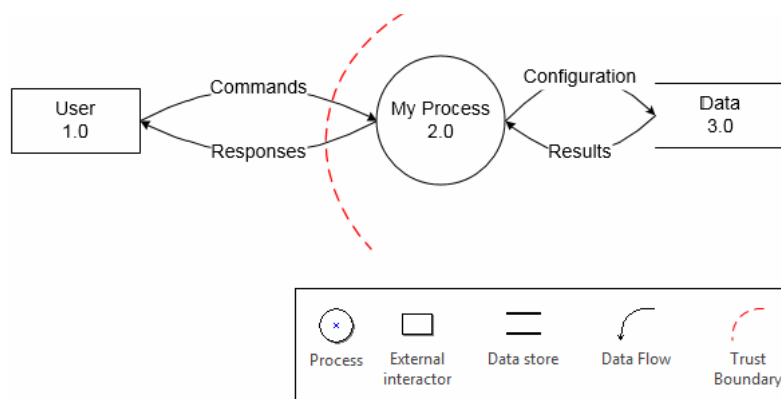 User
1.0
Commands
Responses
My Process
2.0
Configuration
Results
Data
3.0
Process
External
interactor
Data store
Data Flow
Trust
Boundary